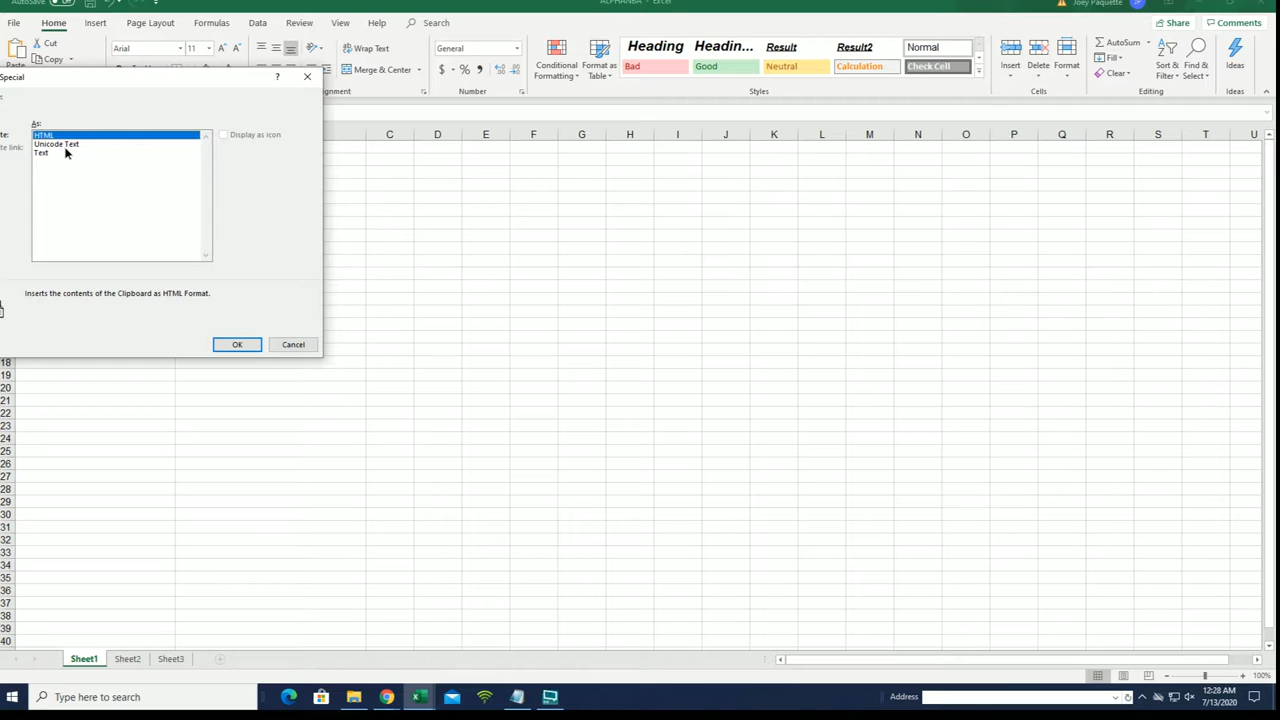 AutoSave
ALPHANBA - Excel
Joey Paquette
File Home Insert Page Layout Formulas Data Review View Help Search
Share Comments
Cut
Copy
Paste
Arial 11
Wrap Text
Merge & Center
General
Conditional Formatting
Format as Table
Heading Headin... Result Result2 Normal
Bad Good Neutral Calculation Check Cell
Insert Delete Format
AutoSum
Fill
Clear
Sort & Filter
Find & Select
Ideas
Number Styles Cells Editing Ideas
Special
As:
HTML
Unicode Text
Text
Display as icon
Inserts the contents of the Clipboard as HTML Format.
OK Cancel
C D E F G H I J K L M N O P Q R S T U
18
19
20
21
22
23
24
25
26
27
28
29
30
31
32
33
34
35
36
37
38
39
40
Sheet1 Sheet2 Sheet3
100%
Type here to search
Address
12:28 AM
7/13/2020